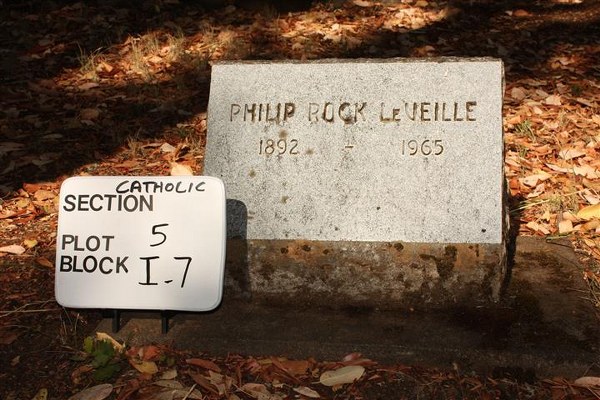 PHILIP ROCK LeVEILLE
1892 - 1965
CATHOLIC
SECTION
PLOT 5
BLOCK I-7